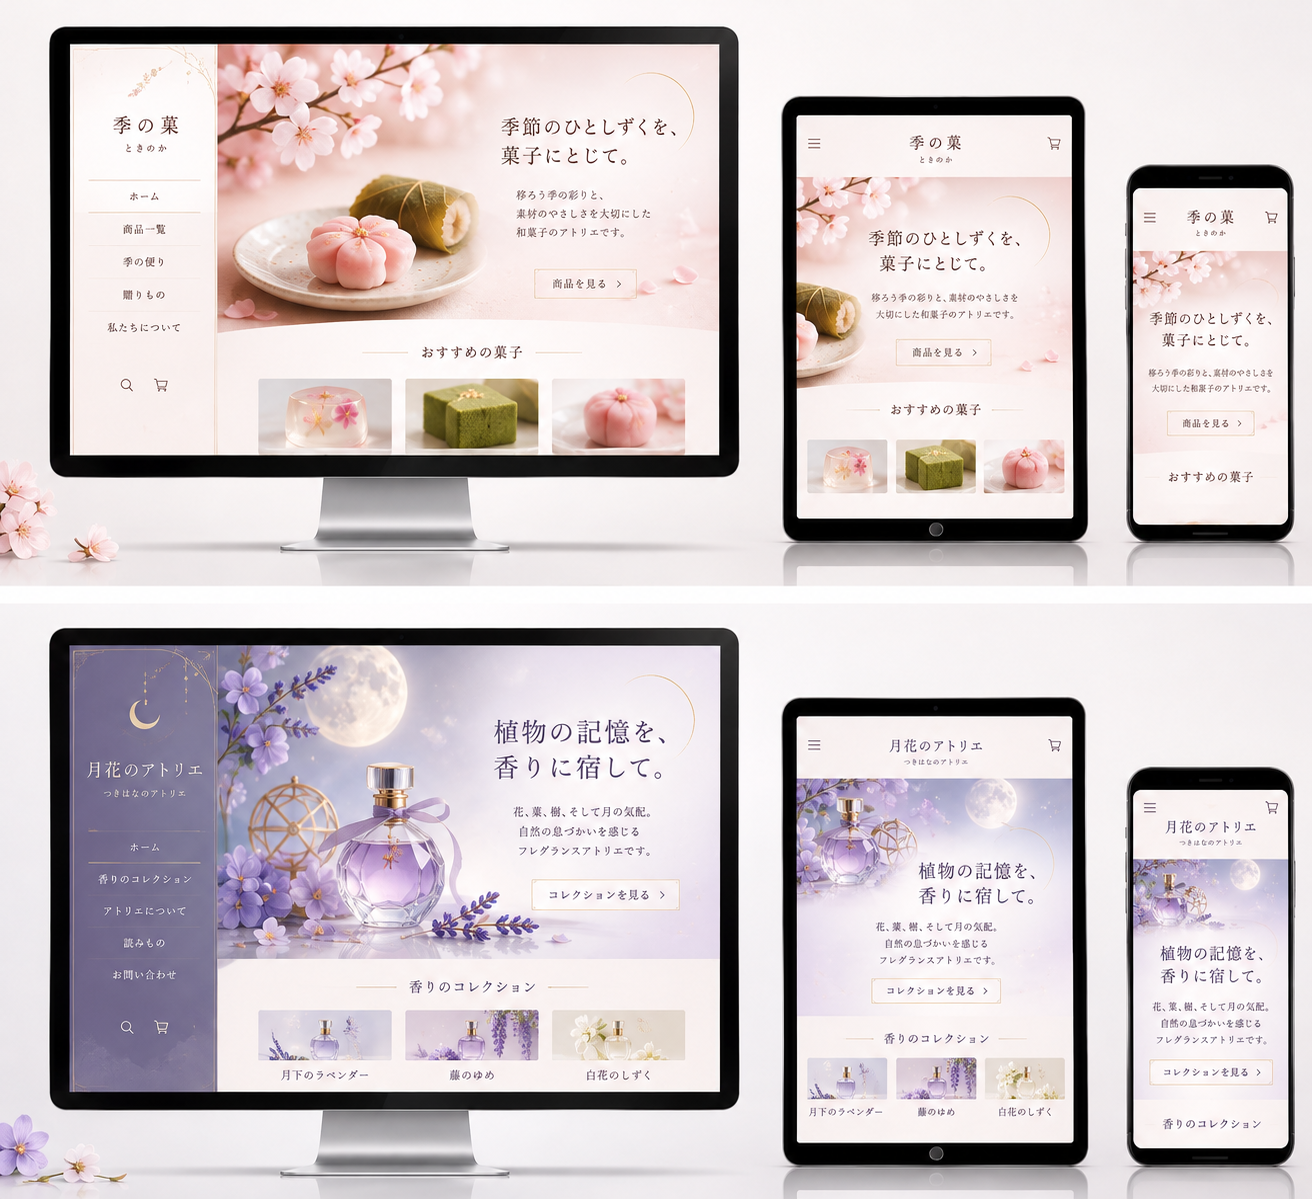 季の菓
ときのか
ホーム
商品一覧
季の便り
贈りもの
私たちについて
季節のひとしずくを、
菓子にとじて。
移ろう季の彩りと、
素材のやさしさを大切にした
和菓子のアトリエです。
商品を見る
おすすめの菓子
季の菓
ときのか
季節のひとしずくを、
菓子にとじて。
移ろう季の彩りと、素材のやさしさを
大切にした和菓子のアトリエです。
商品を見る
おすすめの菓子
季の菓
ときのか
季節のひとしずくを、
菓子にとじて。
移ろう季の彩りと、素材のやさしさを
大切にした和菓子のアトリエです。
商品を見る
おすすめの菓子
月花のアトリエ
つきはなのアトリエ
ホーム
香りのコレクション
アトリエについて
読みもの
お問い合わせ
植物の記憶を、
香りに宿して。
花、葉、樹、そして月の気配。
自然の息づかいを感じる
フレグランスアトリエです。
コレクションを見る
香りのコレクション
月下のラベンダー
藤のゆめ
白花のしずく
月花のアトリエ
つきはなのアトリエ
植物の記憶を、
香りに宿して。
花、葉、樹、そして月の気配。
自然の息づかいを感じる
フレグランスアトリエです。
コレクションを見る
香りのコレクション
月下のラベンダー
藤のゆめ
白花のしずく
月花のアトリエ
つきはなのアトリエ
植物の記憶を、
香りに宿して。
花、葉、樹、そして月の気配。
自然の息づかいを感じる
フレグランスアトリエです。
コレクションを見る
香りのコレクション